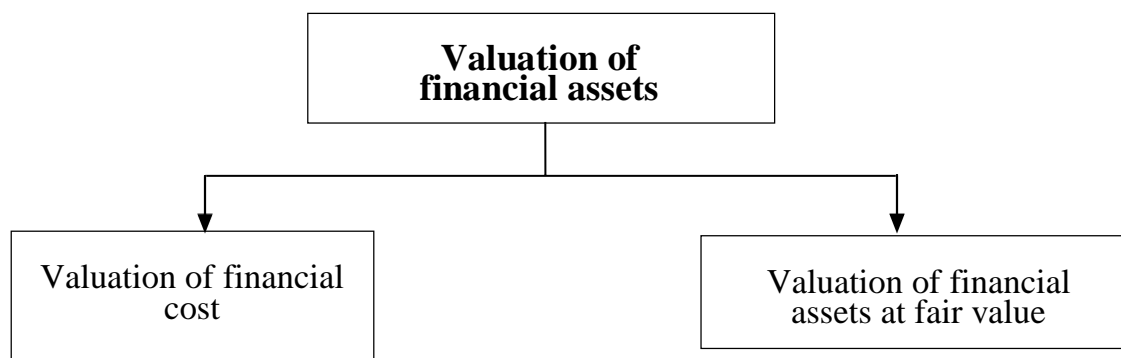 Valuation of
financial assets
Valuation of financial
cost
Valuation of financial
assets at fair value